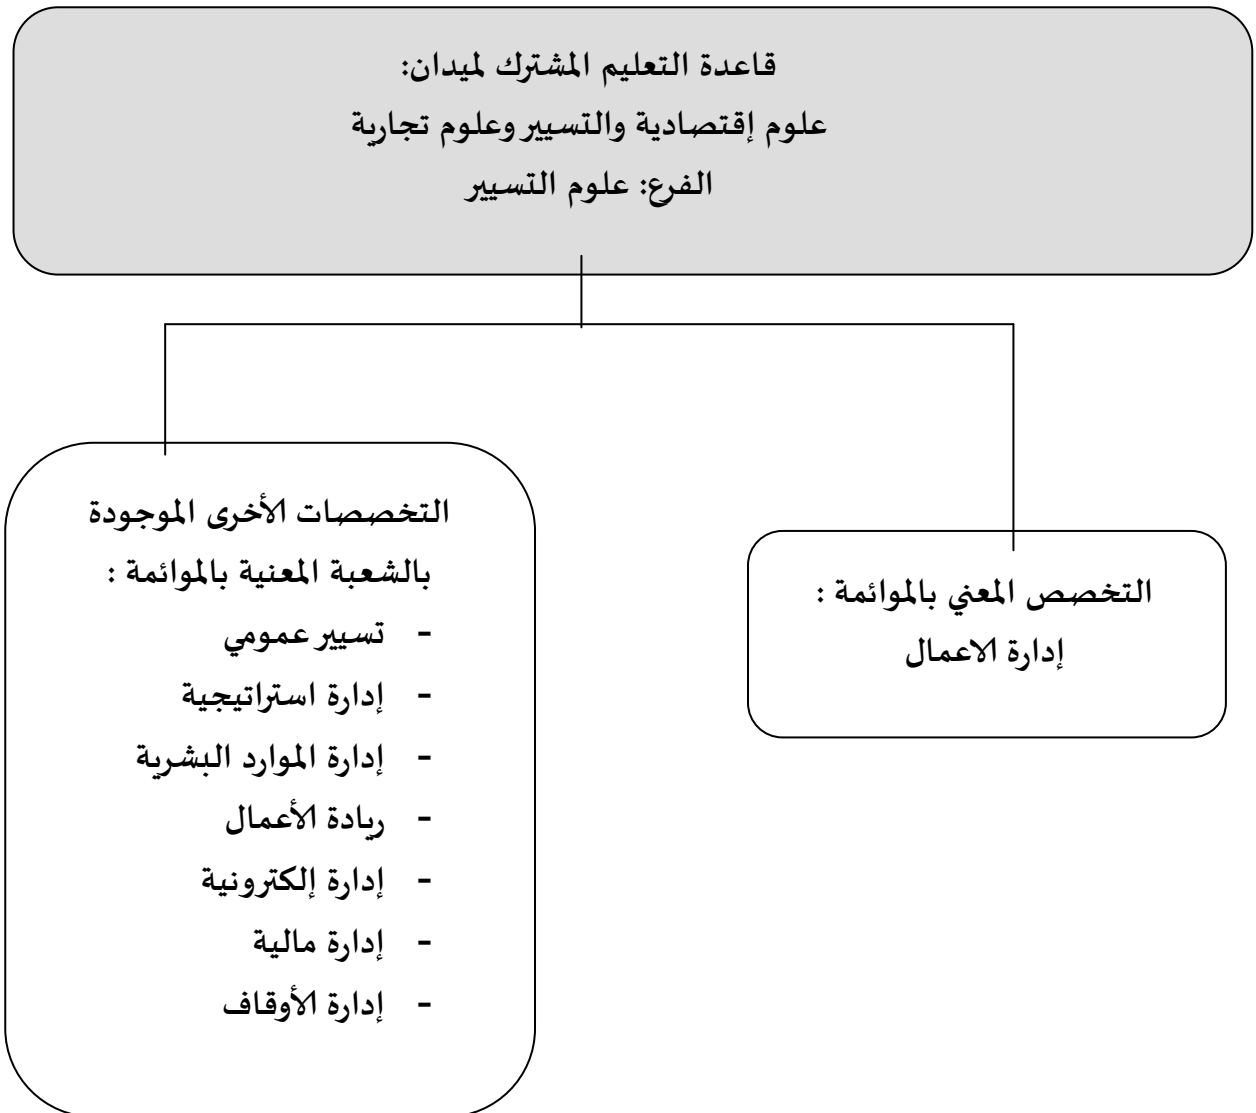 قاعدة التعليم المشترك لميدان:
علوم إقتصادية والتسيير وعلوم تجارية
الفرع: علوم التسيير
التخصص المعني بالموائمة :
إدارة الاعمال
التخصصات الأخرى الموجودة
بالشعبة المعنية بالموائمة :
- تسيير عمومي
- إدارة استراتيجية
- إدارة الموارد البشرية
- ريادة الأعمال
- إدارة إلكترونية
- إدارة مالية
- إدارة الأوقاف